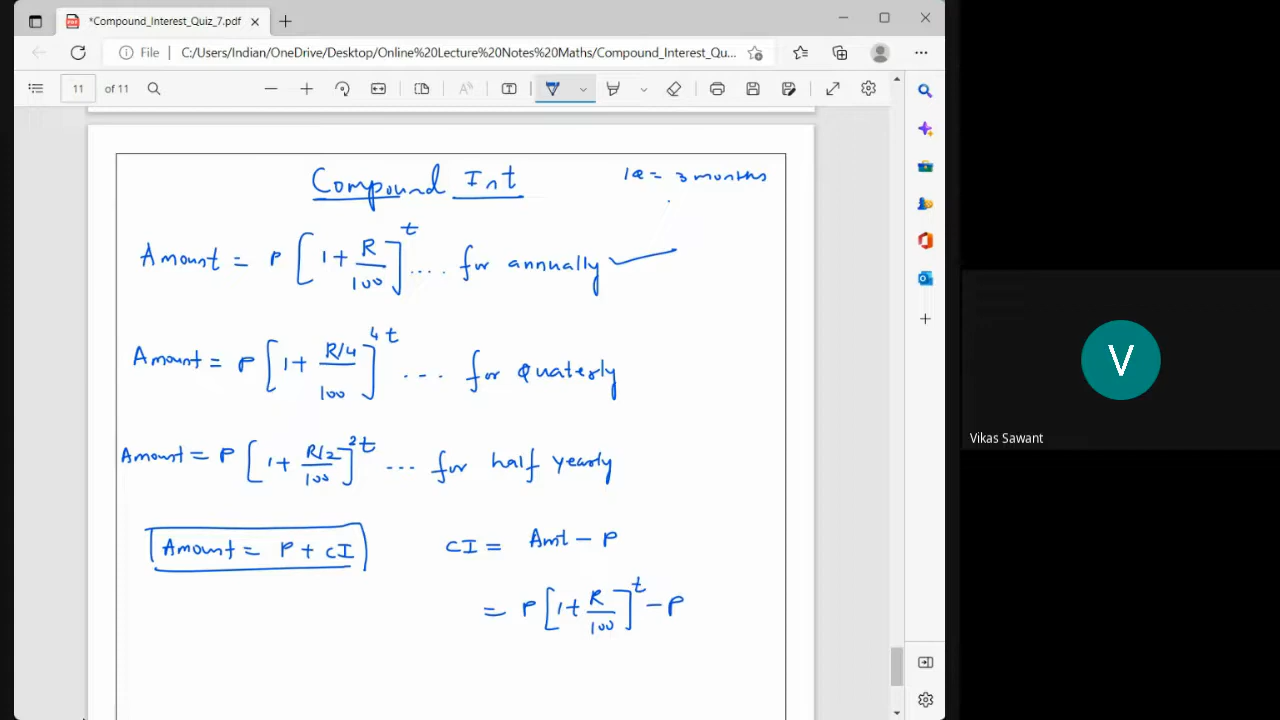 *Compound_Interest_Quiz_7.pdf
File
C:/Users/Indian/OneDrive/Desktop/Online%20Lecture%20Notes%20Maths/Compound_Interest_Qu...
11 of 11
Compound Int
1Q = 3 months
Amount = P [1 + R/100]^t .... for annually
Amount = P [1 + R/4/100]^4t ... for Quaterly
Amount = P [1 + R/2/100]^2t ... for half yearly
Amount = P + CI
CI = Amt - P
= P [1 + R/100]^t - P
V
Vikas Sawant